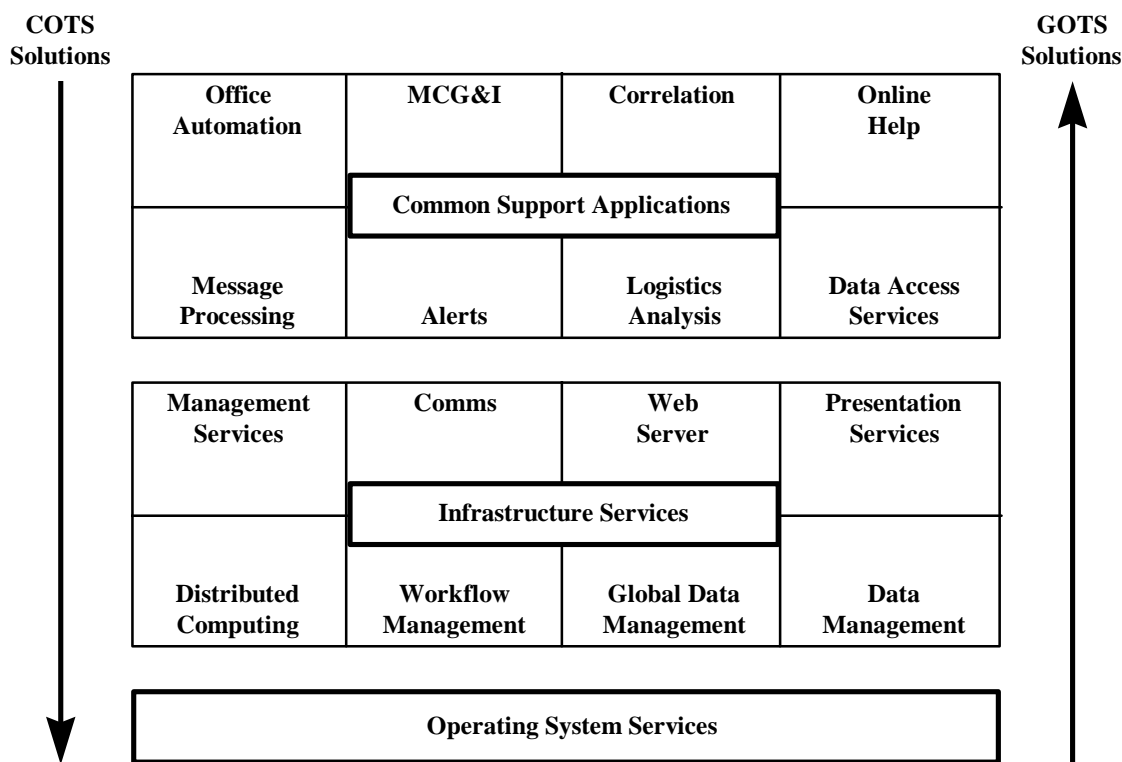 COTS
Solutions
GOTS
Solutions
Office
Automation
MCG&I
Correlation
Online
Help
Common Support Applications
Message
Processing
Alerts
Logistics
Analysis
Data Access
Services
Management
Services
Comms
Web
Server
Presentation
Services
Infrastructure Services
Distributed
Computing
Workflow
Management
Global Data
Management
Data
Management
Operating System Services